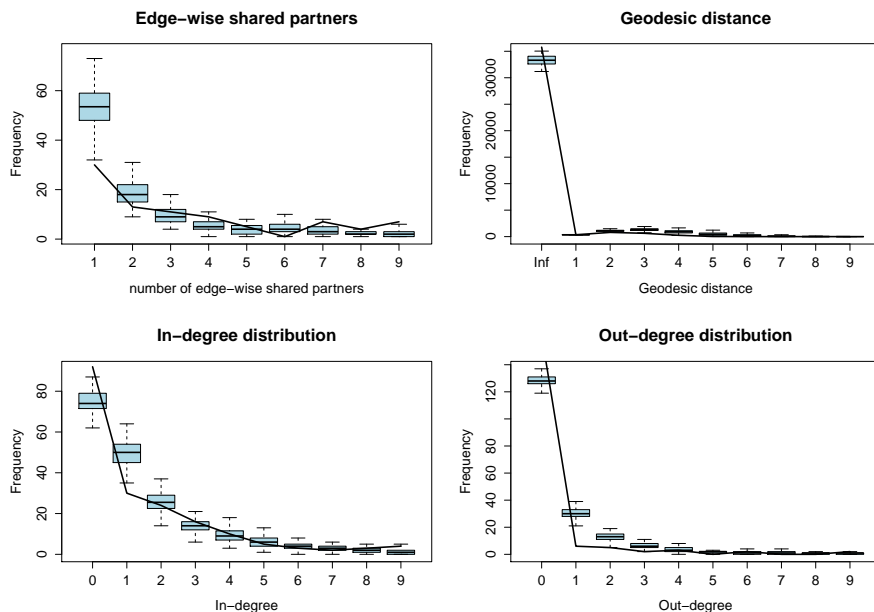 Edge−wise shared partners
Frequency
0 20 40 60
1 2 3 4 5 6 7 8 9
number of edge−wise shared partners
Geodesic distance
Frequency
0 10000 20000 30000
Inf 1 2 3 4 5 6 7 8 9
Geodesic distance
In−degree distribution
Frequency
0 20 40 60 80
0 1 2 3 4 5 6 7 8 9
In−degree
Out−degree distribution
Frequency
0 20 40 60 80 120
0 1 2 3 4 5 6 7 8 9
Out−degree